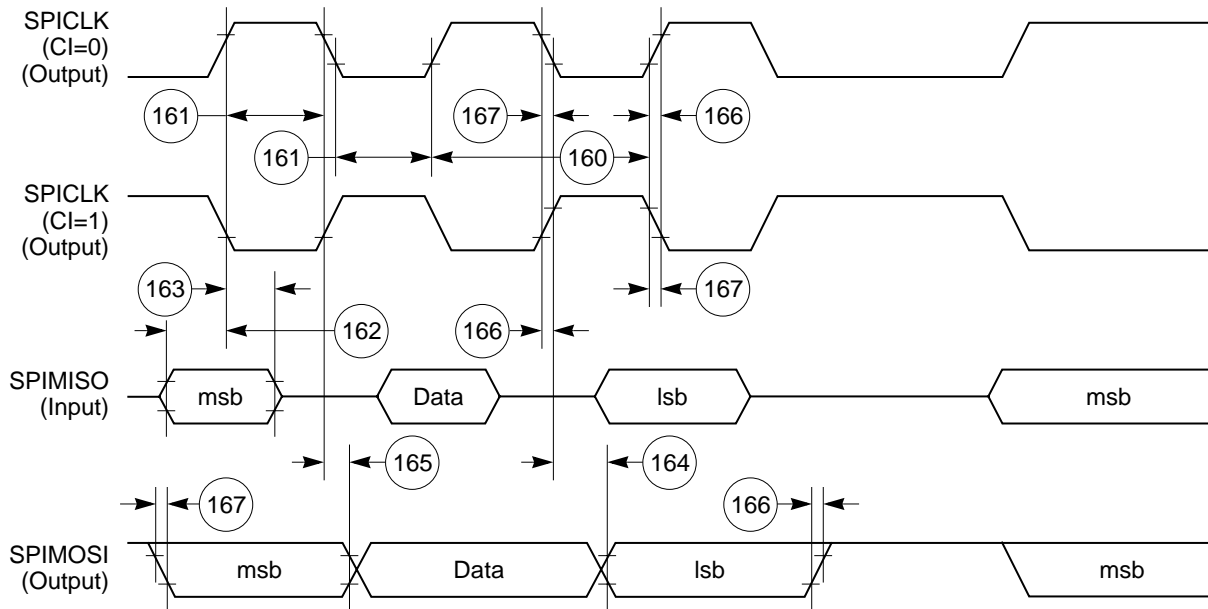 SPICLK
(CI=0)
(Output)
161
167
166
161
160
SPICLK
(CI=1)
(Output)
163
167
162
166
SPIMISO
(Input)
msb
Data
lsb
msb
165
164
167
166
SPIMOSI
(Output)
msb
Data
lsb
msb